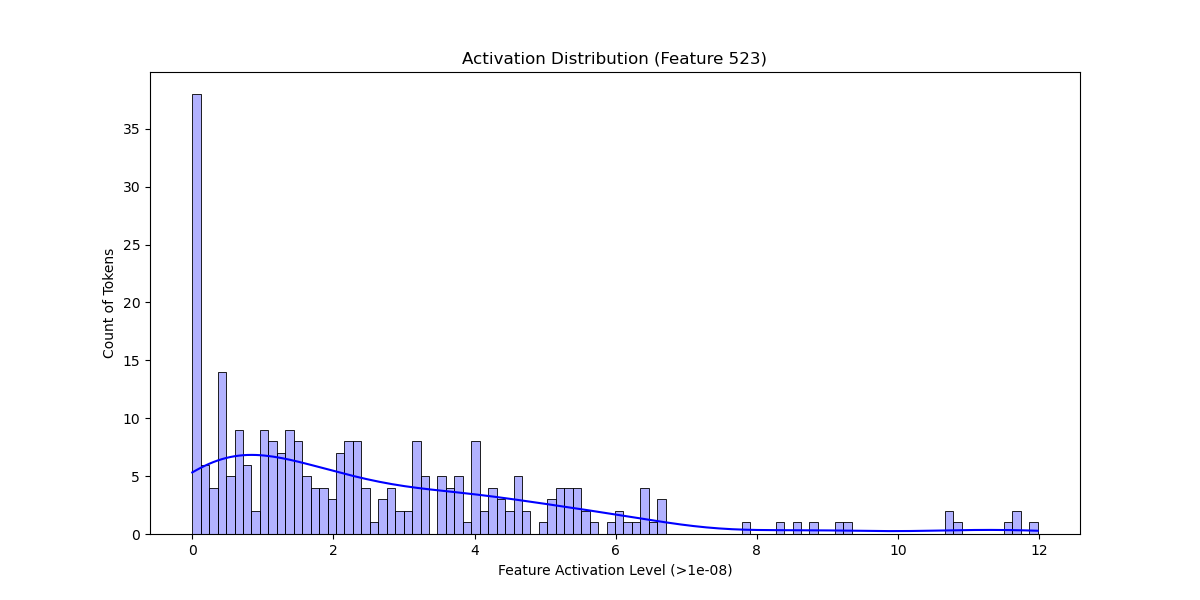 Activation Distribution (Feature 523)
Count of Tokens
35
30
25
20
15
10
5
0
0 2 4 6 8 10 12
Feature Activation Level (>1e-08)